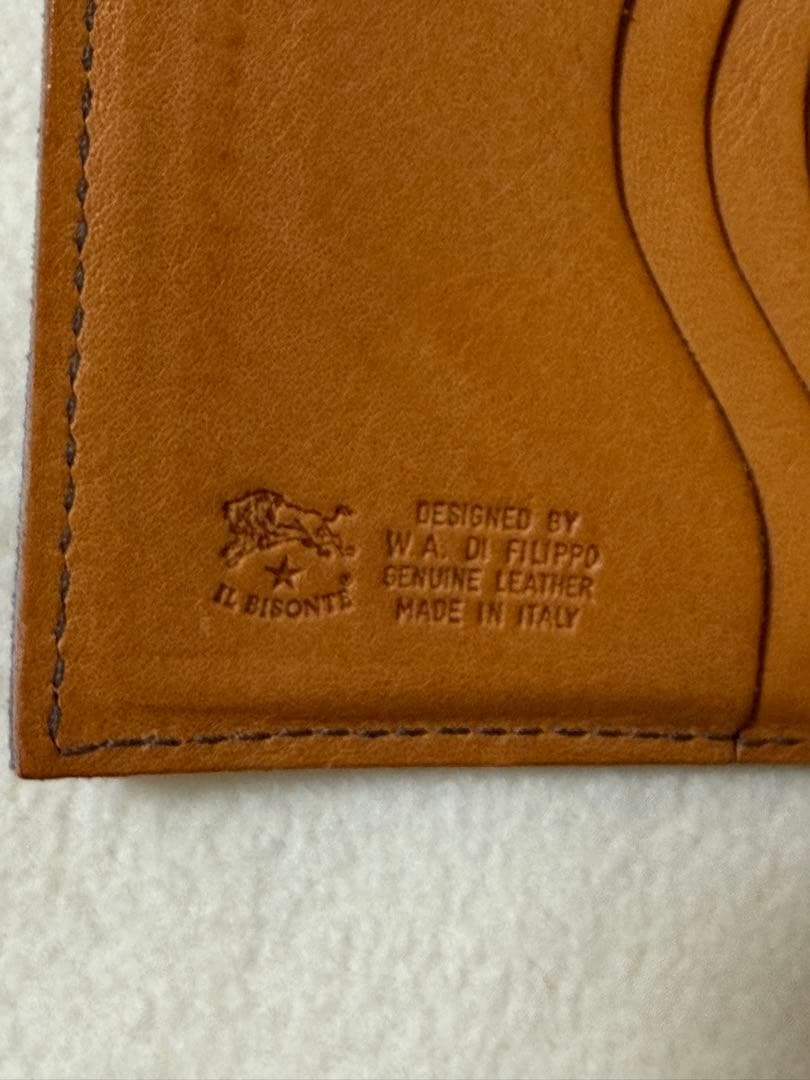 IL BISONTE®
DESIGNED BY
W.A. DI FILIPPO
GENUINE LEATHER
MADE IN ITALY